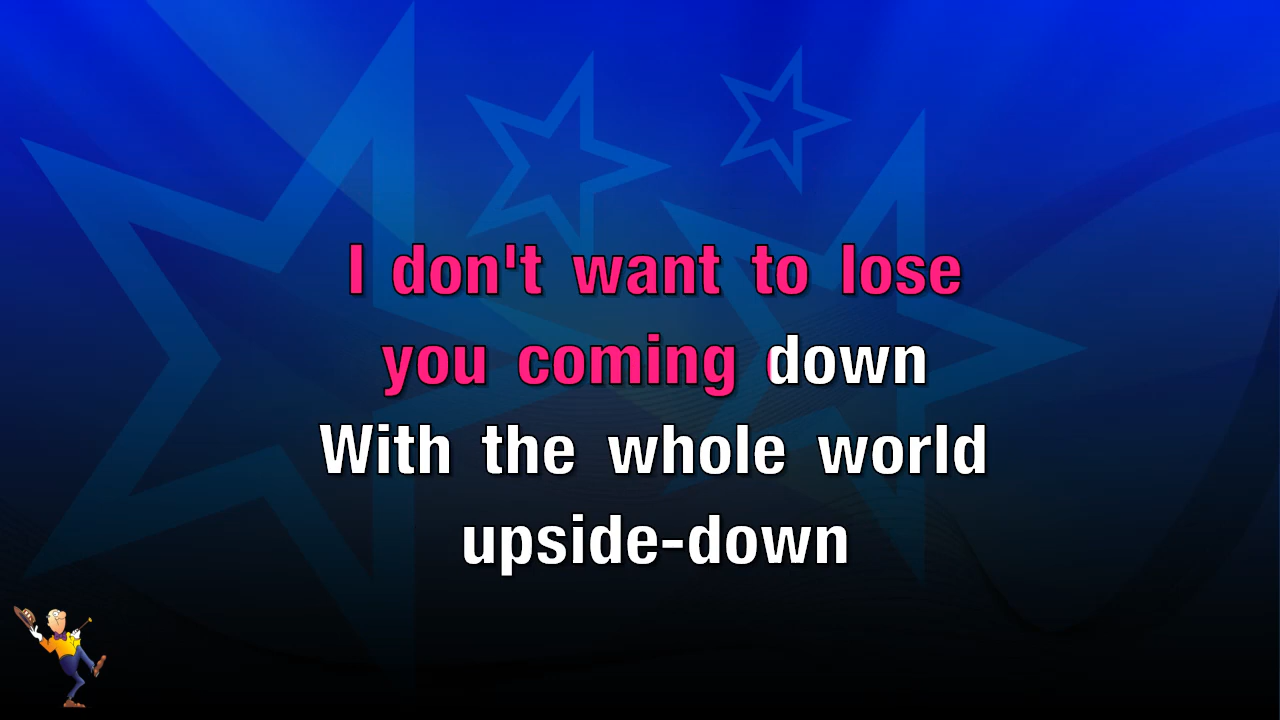 I don't want to lose
you coming down
With the whole world
upside-down